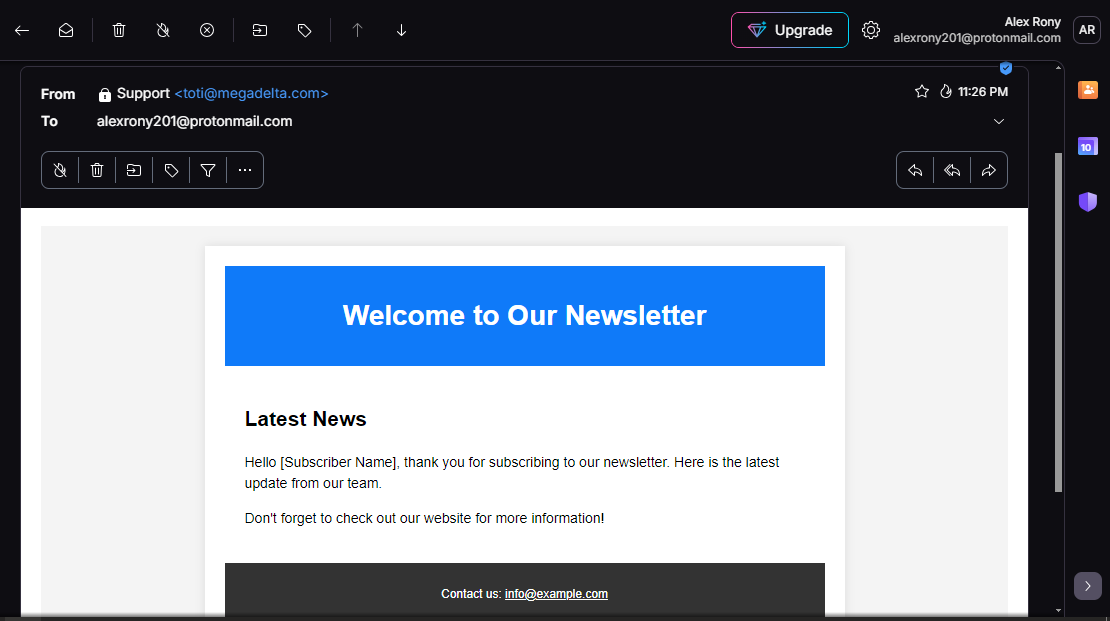 Upgrade
Alex Rony
alexrony201@protonmail.com
AR
From Support <toti@megadelta.com>
11:26 PM
To alexrony201@protonmail.com
10
Welcome to Our Newsletter
Latest News
Hello [Subscriber Name], thank you for subscribing to our newsletter. Here is the latest
update from our team.
Don't forget to check out our website for more information!
Contact us: info@example.com